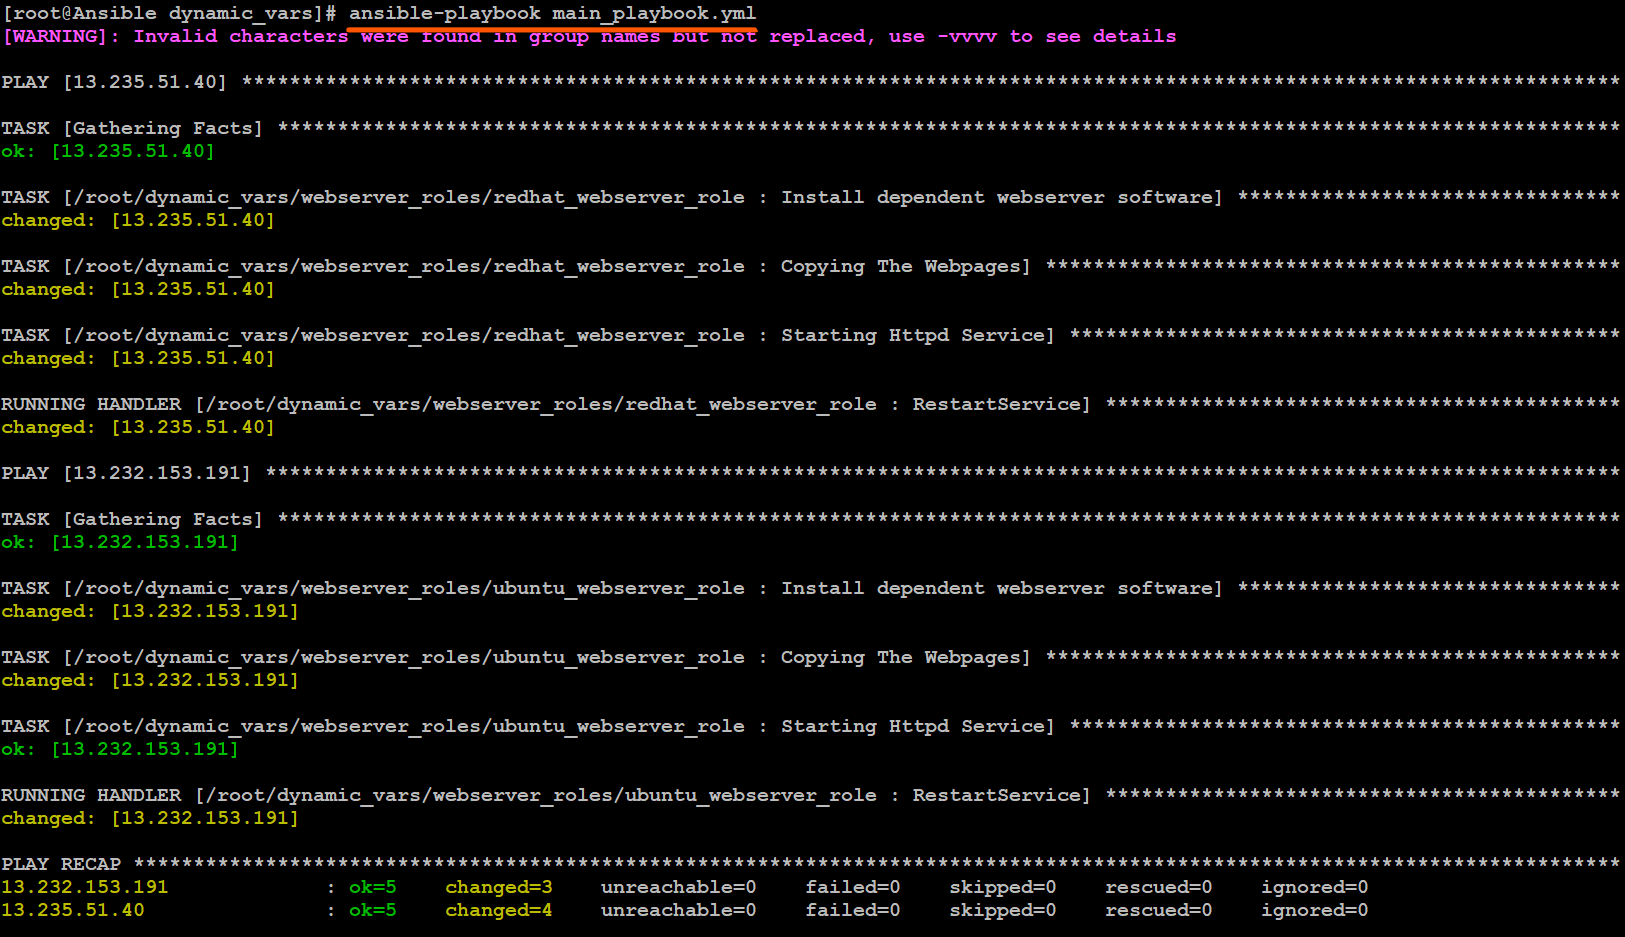 [root@Ansible dynamic_vars]# ansible-playbook main_playbook.yml
[WARNING]: Invalid characters were found in group names but not replaced, use -vvvv to see details
PLAY [13.235.51.40] *******************************************************************************************************************
TASK [Gathering Facts] ****************************************************************************************************************
ok: [13.235.51.40]
TASK [/root/dynamic_vars/webserver_roles/redhat_webserver_role : Install dependent webserver software] ********************************
changed: [13.235.51.40]
TASK [/root/dynamic_vars/webserver_roles/redhat_webserver_role : Copying The Webpages] ************************************************
changed: [13.235.51.40]
TASK [/root/dynamic_vars/webserver_roles/redhat_webserver_role : Starting Httpd Service] **********************************************
changed: [13.235.51.40]
RUNNING HANDLER [/root/dynamic_vars/webserver_roles/redhat_webserver_role : RestartService] *******************************************
changed: [13.235.51.40]
PLAY [13.232.153.191] *****************************************************************************************************************
TASK [Gathering Facts] ****************************************************************************************************************
ok: [13.232.153.191]
TASK [/root/dynamic_vars/webserver_roles/ubuntu_webserver_role : Install dependent webserver software] ********************************
changed: [13.232.153.191]
TASK [/root/dynamic_vars/webserver_roles/ubuntu_webserver_role : Copying The Webpages] ************************************************
changed: [13.232.153.191]
TASK [/root/dynamic_vars/webserver_roles/ubuntu_webserver_role : Starting Httpd Service] **********************************************
ok: [13.232.153.191]
RUNNING HANDLER [/root/dynamic_vars/webserver_roles/ubuntu_webserver_role : RestartService] *******************************************
changed: [13.232.153.191]
PLAY RECAP ****************************************************************************************************************************
13.232.153.191             : ok=5    changed=3    unreachable=0    failed=0    skipped=0    rescued=0    ignored=0
13.235.51.40               : ok=5    changed=4    unreachable=0    failed=0    skipped=0    rescued=0    ignored=0